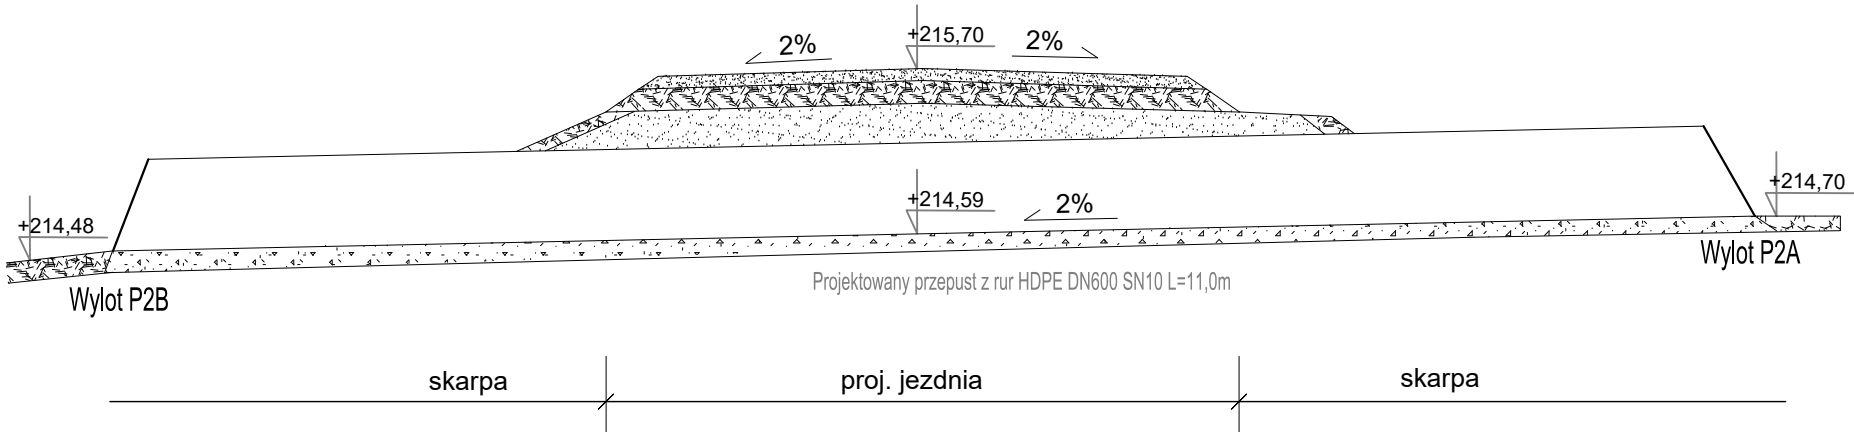 +215,70
2%
2%
+214,70
+214,59
2%
+214,48
Wylot P2A
Projektowany przepust z rur HDPE DN600 SN10 L=11,0m
Wylot P2B
skarpa
proj. jezdnia
skarpa